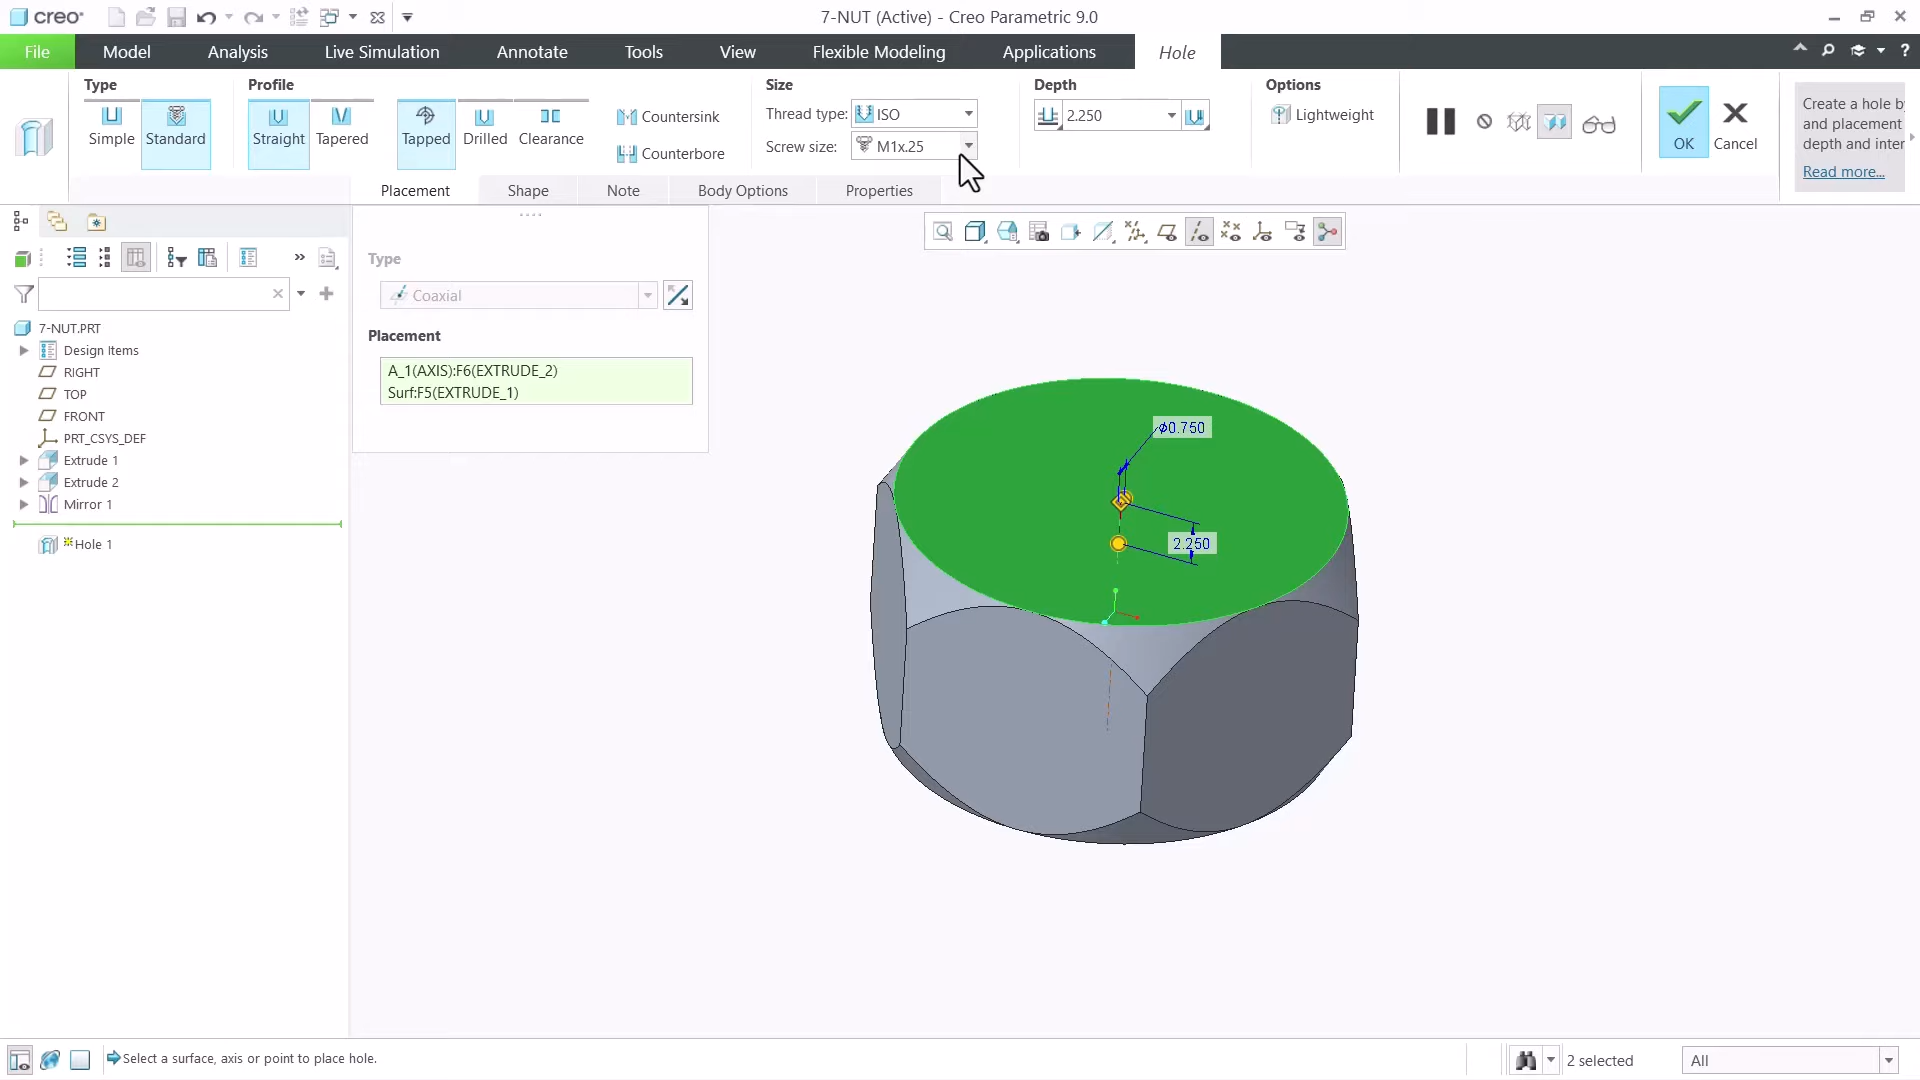 creo
7-NUT (Active) - Creo Parametric 9.0
File
Model
Analysis
Live Simulation
Annotate
Tools
View
Flexible Modeling
Applications
Hole
Type
Profile
Size
Depth
Options
Simple
Standard
Straight
Tapered
Tapped
Drilled
Clearance
Countersink
Counterbore
Thread type:
ISO
Screw size:
M1x.25
2.250
Lightweight
OK
Cancel
Create a hole by
and placement
depth and inter
Read more...
Placement
Shape
Note
Body Options
Properties
Type
Coaxial
Placement
A_1(AXIS):F6(EXTRUDE_2)
Surf:F5(EXTRUDE_1)
7-NUT.PRT
Design Items
RIGHT
TOP
FRONT
PRT_CSYS_DEF
Extrude 1
Extrude 2
Mirror 1
Hole 1
ϕ0.750
2.250
Select a surface, axis or point to place hole.
2 selected
All